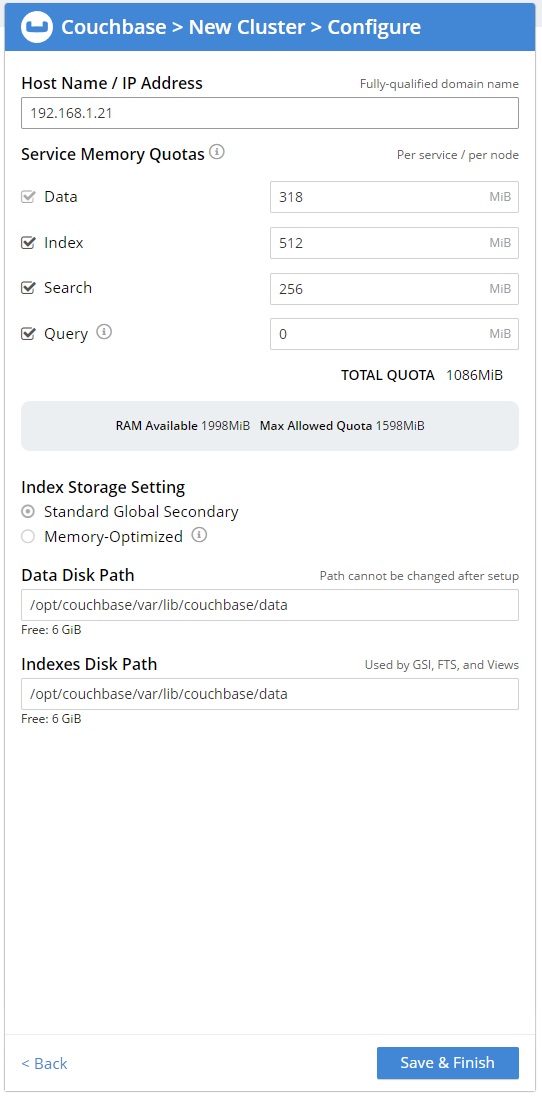 Couchbase > New Cluster > Configure
Host Name / IP Address Fully-qualified domain name
192.168.1.21
Service Memory Quotas Per service / per node
Data 318 MiB
Index 512 MiB
Search 256 MiB
Query 0 MiB
TOTAL QUOTA 1086MiB
RAM Available 1998MiB Max Allowed Quota 1598MiB
Index Storage Setting
Standard Global Secondary
Memory-Optimized
Data Disk Path Path cannot be changed after setup
/opt/couchbase/var/lib/couchbase/data
Free: 6 GiB
Indexes Disk Path Used by GSI, FTS, and Views
/opt/couchbase/var/lib/couchbase/data
Free: 6 GiB
< Back Save & Finish